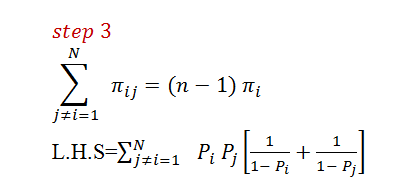 step 3
∑_{j≠i=1}^{N} π_{ij} = (n − 1) π_i
L.H.S=∑_{j≠i=1}^{N} P_i P_j [1/(1− P_i) + 1/(1− P_j)]